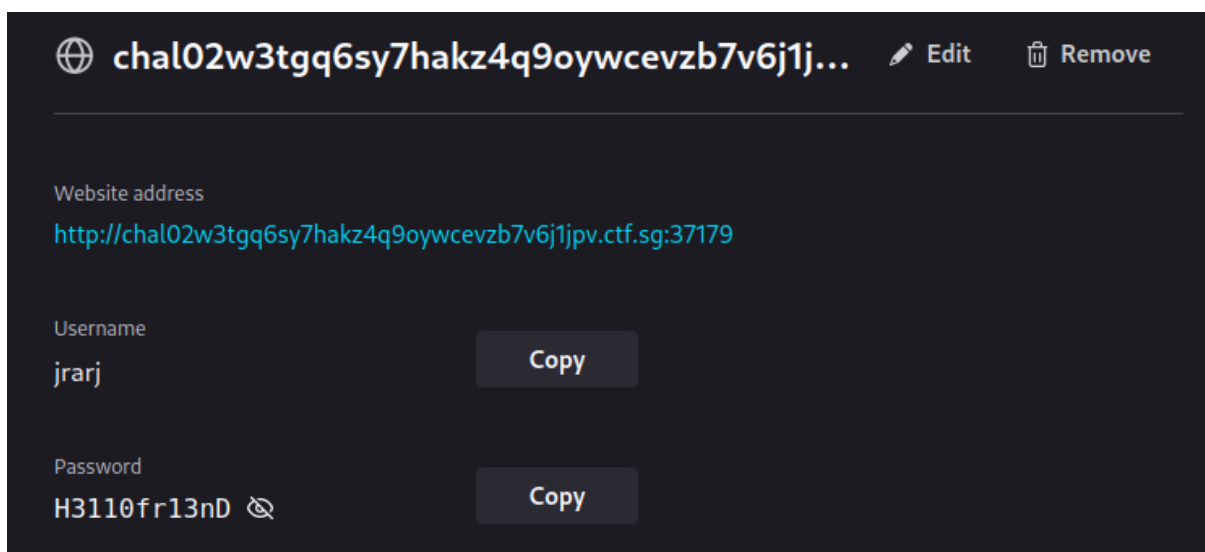 chal02w3tgq6sy7hakz4q9oywcevzb7v6j1j... Edit Remove
Website address
http://chal02w3tgq6sy7hakz4q9oywcevzb7v6j1jpv.ctf.sg:37179
Username
jrarj Copy
Password
H3110fr13nD Copy